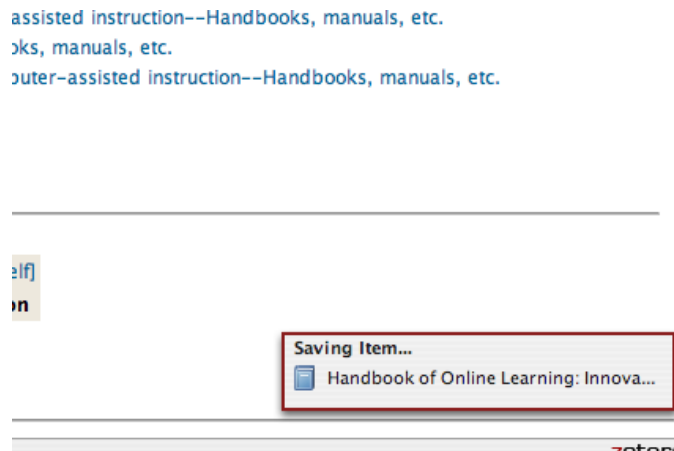 assisted instruction--Handbooks, manuals, etc.
oks, manuals, etc.
puter-assisted instruction--Handbooks, manuals, etc.
elf]
on
Saving Item...
Handbook of Online Learning: Innova...